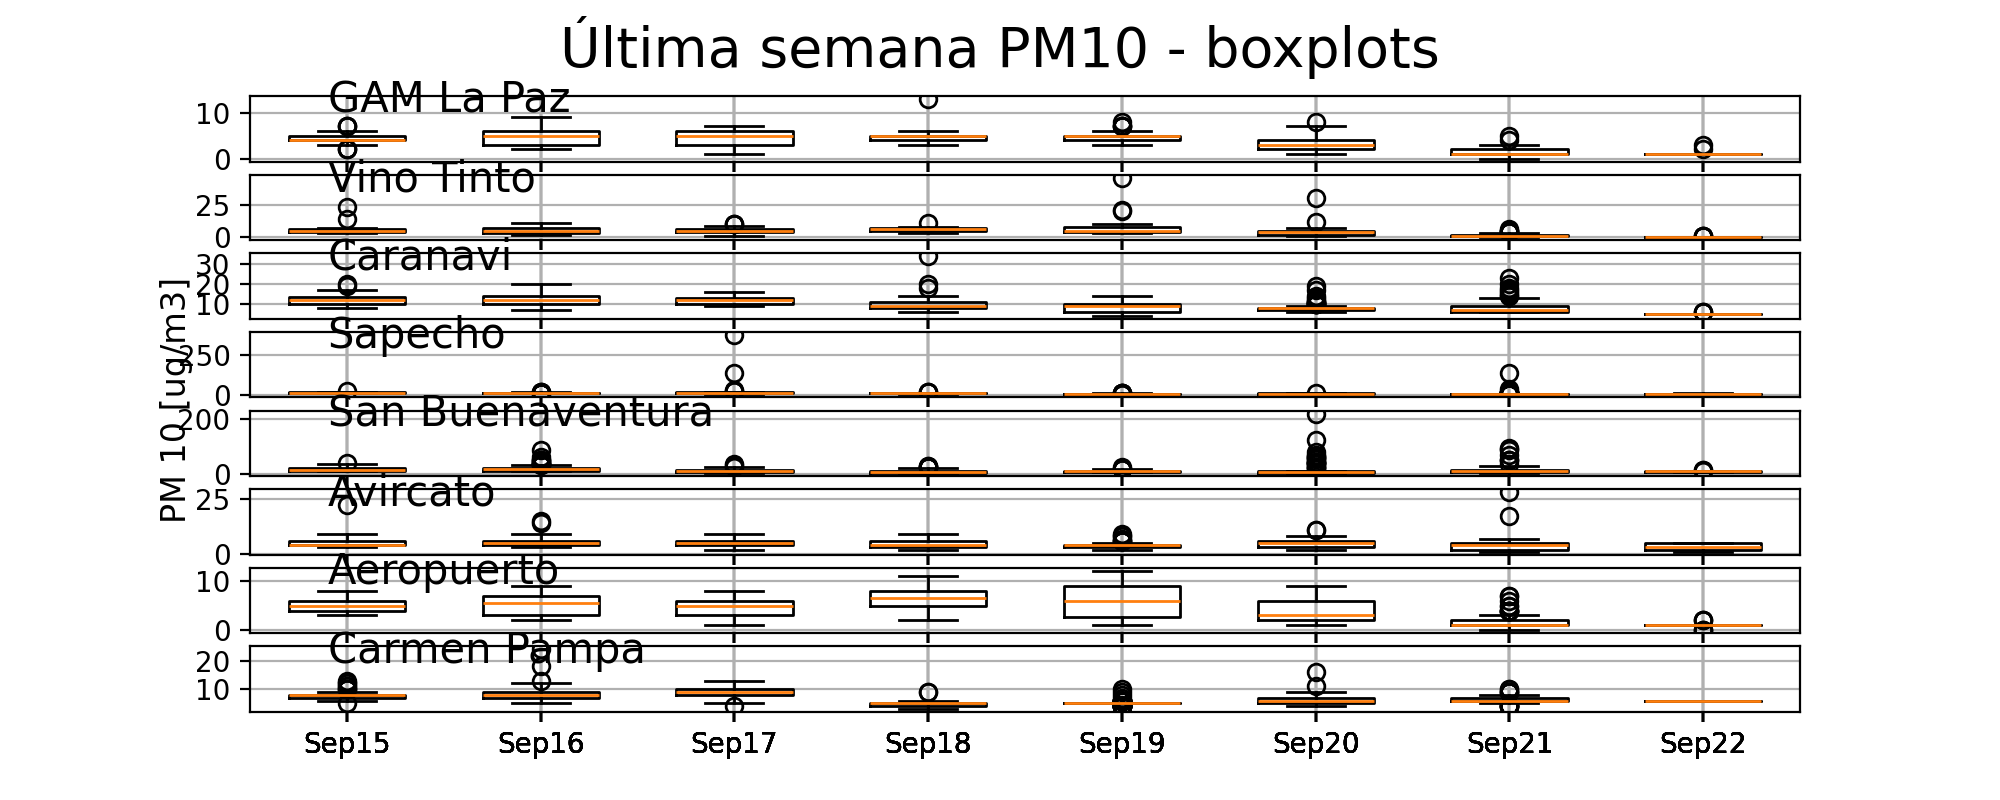 Última semana PM10 - boxplots
PM 10 [ug/m3]
GAM La Paz
10
0
Vino Tinto
25
0
Caranavi
30
20
10
Sapecho
250
0
San Buenaventura
200
0
Avircato
25
0
Aeropuerto
10
0
Carmen Pampa
20
10
Sep15 Sep16 Sep17 Sep18 Sep19 Sep20 Sep21 Sep22